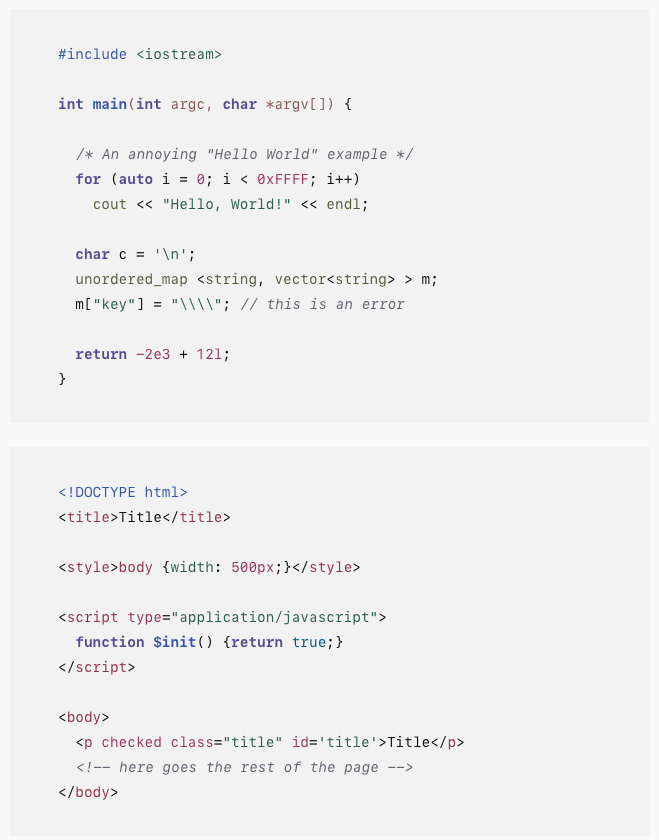 #include <iostream>

int main(int argc, char *argv[]) {

  /* An annoying "Hello World" example */
  for (auto i = 0; i < 0xFFFF; i++)
    cout << "Hello, World!" << endl;

  char c = '\n';
  unordered_map <string, vector<string> > m;
  m["key"] = "\\\\"; // this is an error

  return -2e3 + 12l;
}

<!DOCTYPE html>
<title>Title</title>

<style>body {width: 500px;}</style>

<script type="application/javascript">
  function $init() {return true;}
</script>

<body>
  <p checked class="title" id='title'>Title</p>
  <!-- here goes the rest of the page -->
</body>